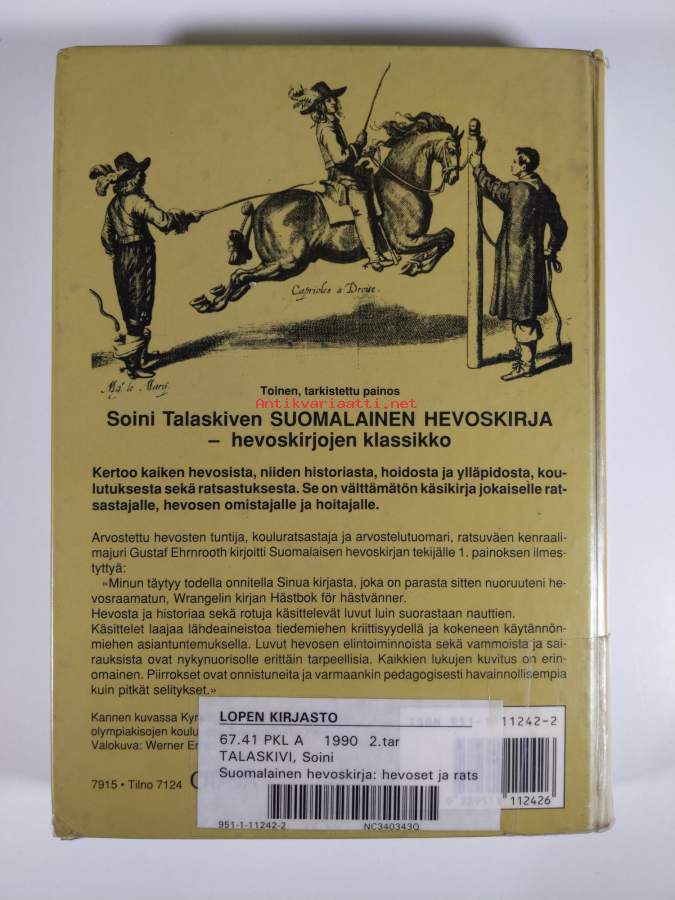 Caprioles a Droite.
Toinen, tarkistettu painos
Antikvariaatti.net
Soini Talaskiven SUOMALAINEN HEVOSKIRJA
– hevoskirjojen klassikko
Kertoo kaiken hevosista, niiden historiasta, hoidosta ja ylläpidosta, kou-
lutuksesta sekä ratsastuksesta. Se on välttämätön käsikirja jokaiselle rat-
sastajalle, hevosen omistajalle ja hoitajalle.
Arvostettu hevosten tuntija, kouluratsastaja ja arvostelutuomari, ratsuväen kenraali-
majuri Gustaf Ehrnrooth kirjoitti Suomalaisen hevoskirjan tekijälle 1. painoksen ilmes-
tyttyä:
»Minun täytyy todella onnitella Sinua kirjasta, joka on parasta sitten nuoruuteni he-
vosraamatun, Wrangelin kirjan Hästbok för hästvänner.
Hevosta ja historiaa sekä rotuja käsittelevät luvut luin suorastaan nauttien.
Käsittelet laajaa lähdeaineistoa tiedemiehen kriittisyydellä ja kokeneen käytännön-
miehen asiantuntemuksella. Luvut hevosen elintoiminnoista sekä vammoista ja sai-
rauksista ovat nykynuorisolle erittäin tarpeellisia. Kaikkien lukujen kuvitus on erin-
omainen. Piirrokset ovat onnistuneita ja varmaankin pedagogisesti havainnollisempia
kuin pitkät selitykset.»
Kannen kuvassa
olympiakisojen
Valokuva: Werner
7915 • Tilno 7124
LOPEN KIRJASTO
67.41 PKL A 1990 2.tar
TALASKIVI, Soini
Suomalainen hevoskirja: hevoset ja rats
951-1-11242-2 NC340343Q
11242-2
112426